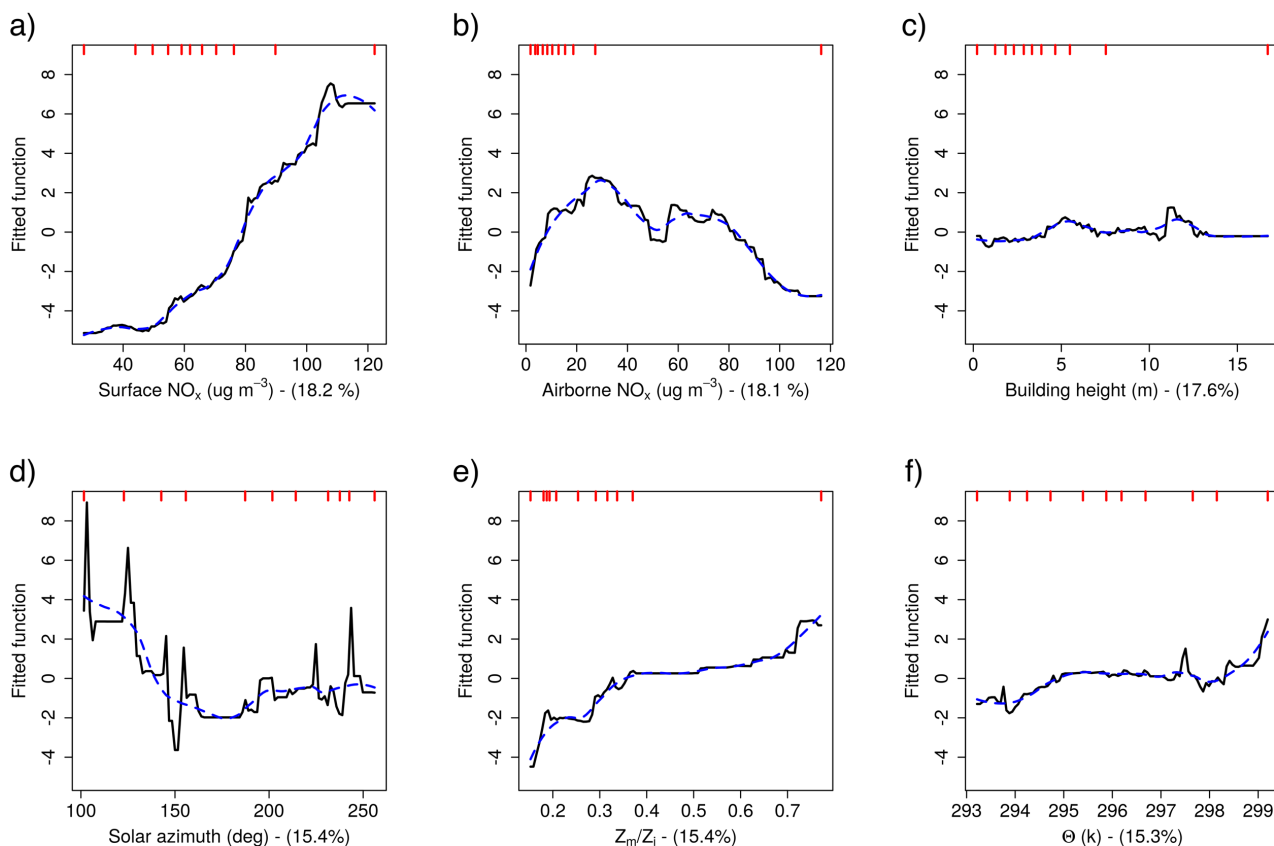 a)
Fitted function
-4 -2 0 2 4 6 8
40 60 80 100 120
Surface NOx (ug m−3) - (18.2 %)
b)
Fitted function
-4 -2 0 2 4 6 8
0 20 40 60 80 100 120
Airborne NOx (ug m−3) - (18.1 %)
c)
Fitted function
-4 -2 0 2 4 6 8
0 5 10 15
Building height (m) - (17.6%)
d)
Fitted function
-4 -2 0 2 4 6 8
100 150 200 250
Solar azimuth (deg) - (15.4%)
e)
Fitted function
-4 -2 0 2 4 6 8
0.2 0.3 0.4 0.5 0.6 0.7
Zm/Zi - (15.4%)
f)
Fitted function
-4 -2 0 2 4 6 8
293 294 295 296 297 298 299
Θ (k) - (15.3%)